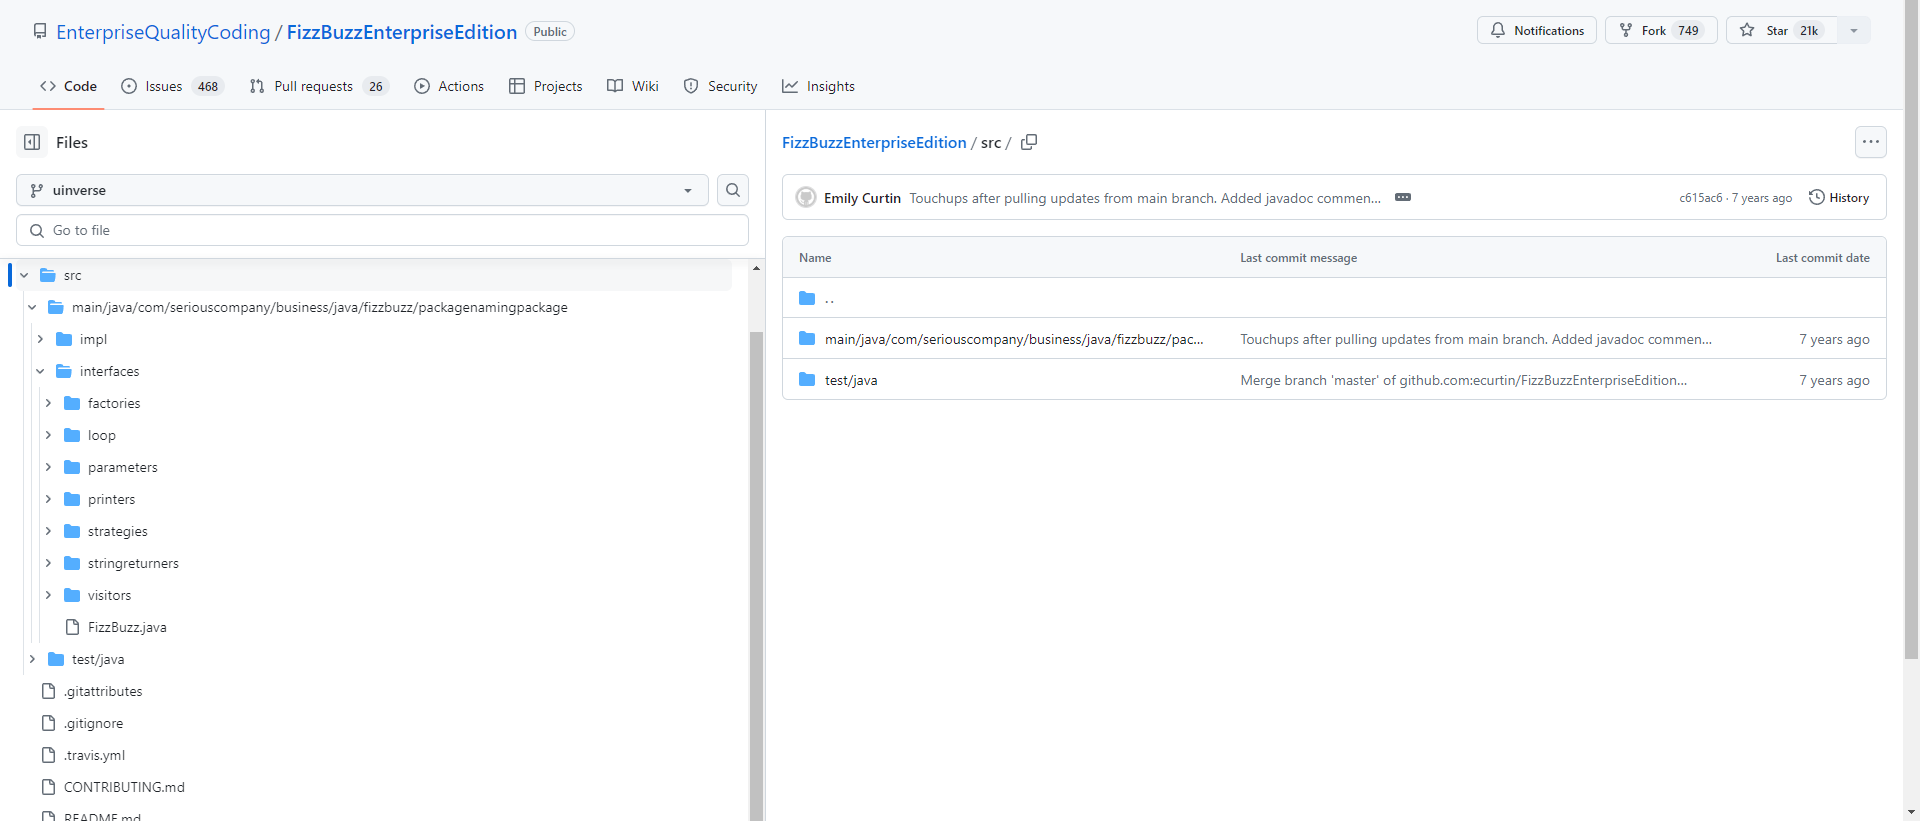 EnterpriseQualityCoding / FizzBuzzEnterpriseEdition Public
Notifications
Fork 749
Star 21k
Code
Issues 468
Pull requests 26
Actions
Projects
Wiki
Security
Insights
Files
uinverse
Go to file
src
main/java/com/seriouscompany/business/java/fizzbuzz/packagenamingpackage
impl
interfaces
factories
loop
parameters
printers
strategies
stringreturners
visitors
FizzBuzz.java
test/java
.gitattributes
.gitignore
.travis.yml
CONTRIBUTING.md
README.md
FizzBuzzEnterpriseEdition / src /
Emily Curtin Touchups after pulling updates from main branch. Added javadoc commen... c615ac6 · 7 years ago History
Name Last commit message Last commit date
..
main/java/com/seriouscompany/business/java/fizzbuzz/pac... Touchups after pulling updates from main branch. Added javadoc commen... 7 years ago
test/java Merge branch 'master' of github.com:ecurtin/FizzBuzzEnterpriseEdition... 7 years ago